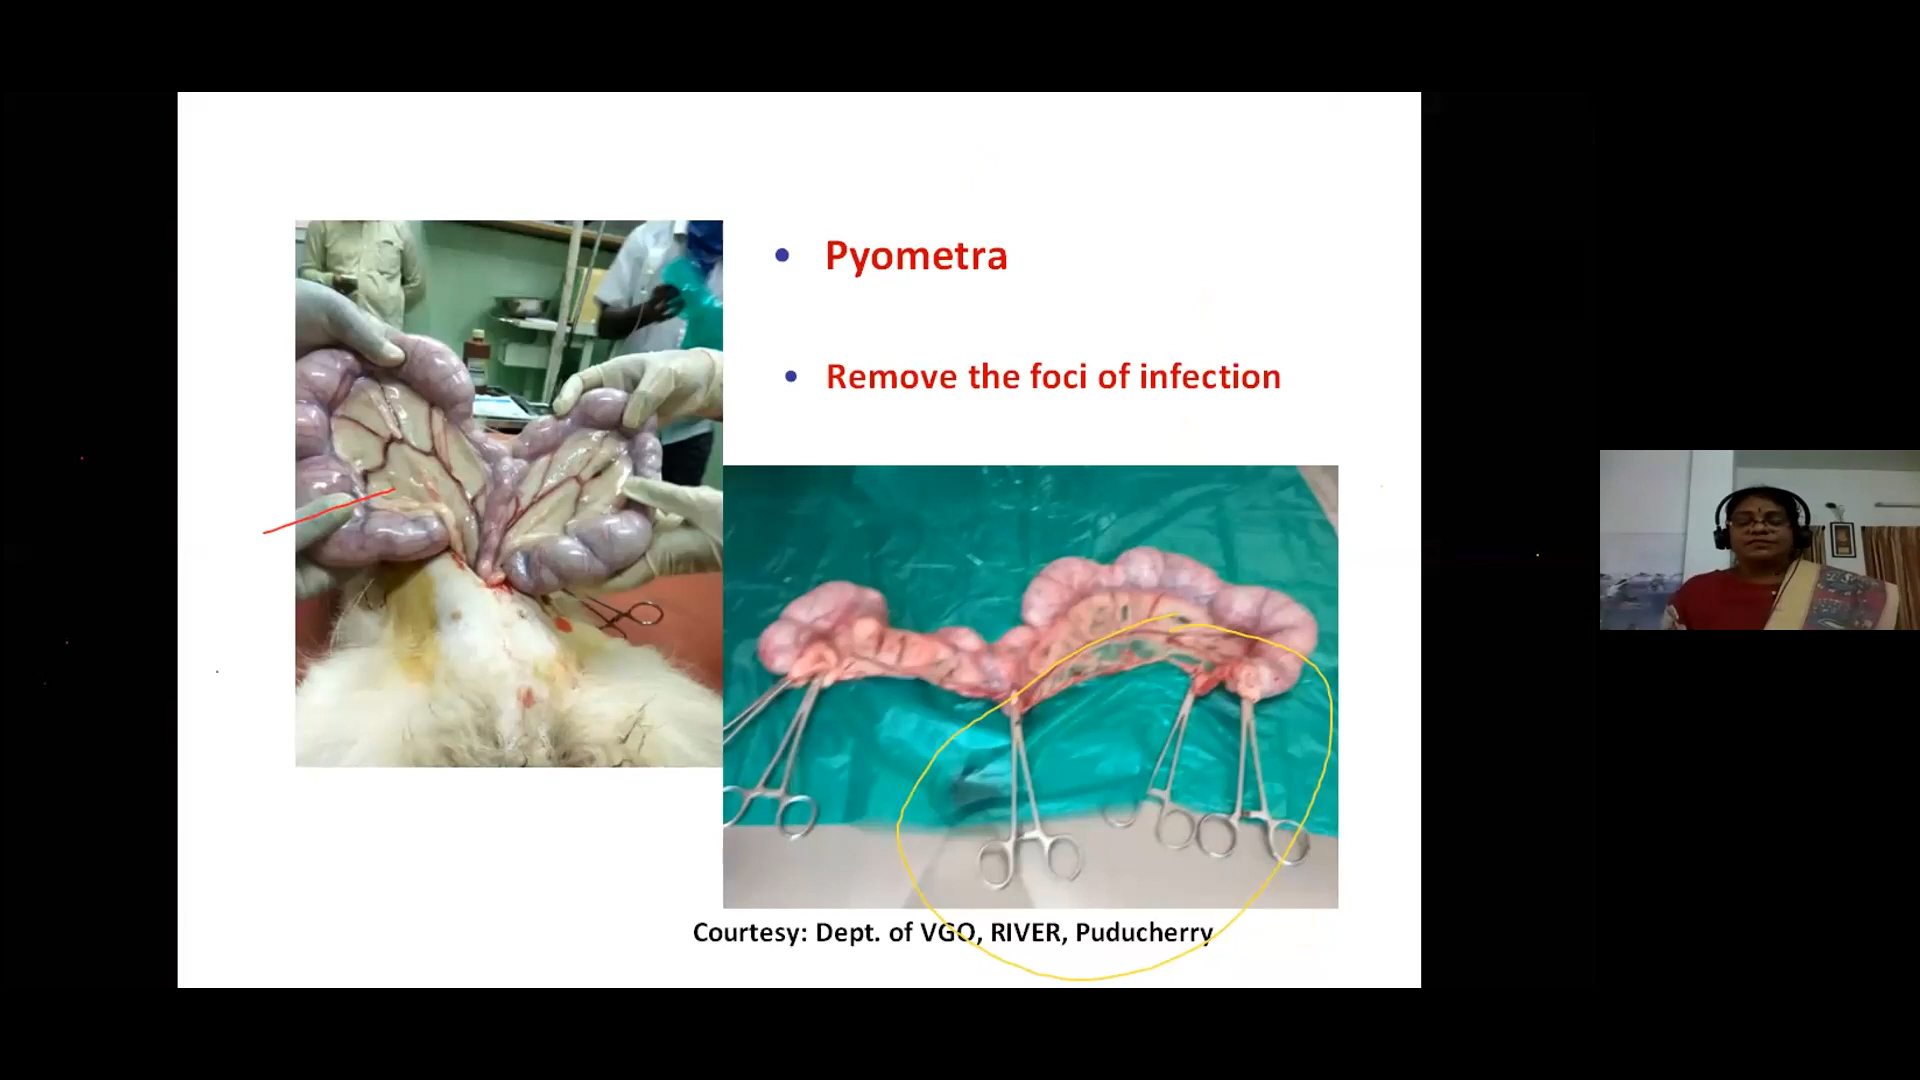 Pyometra
Remove the foci of infection
Courtesy: Dept. of VGO, RIVER, Puducherry